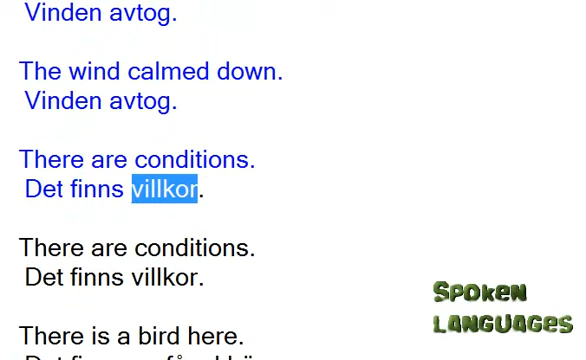 Vinden avtog.
The wind calmed down.
Vinden avtog.
There are conditions.
Det finns villkor.
There are conditions.
Det finns villkor.
There is a bird here.
SPOKEN
LANGUAGES